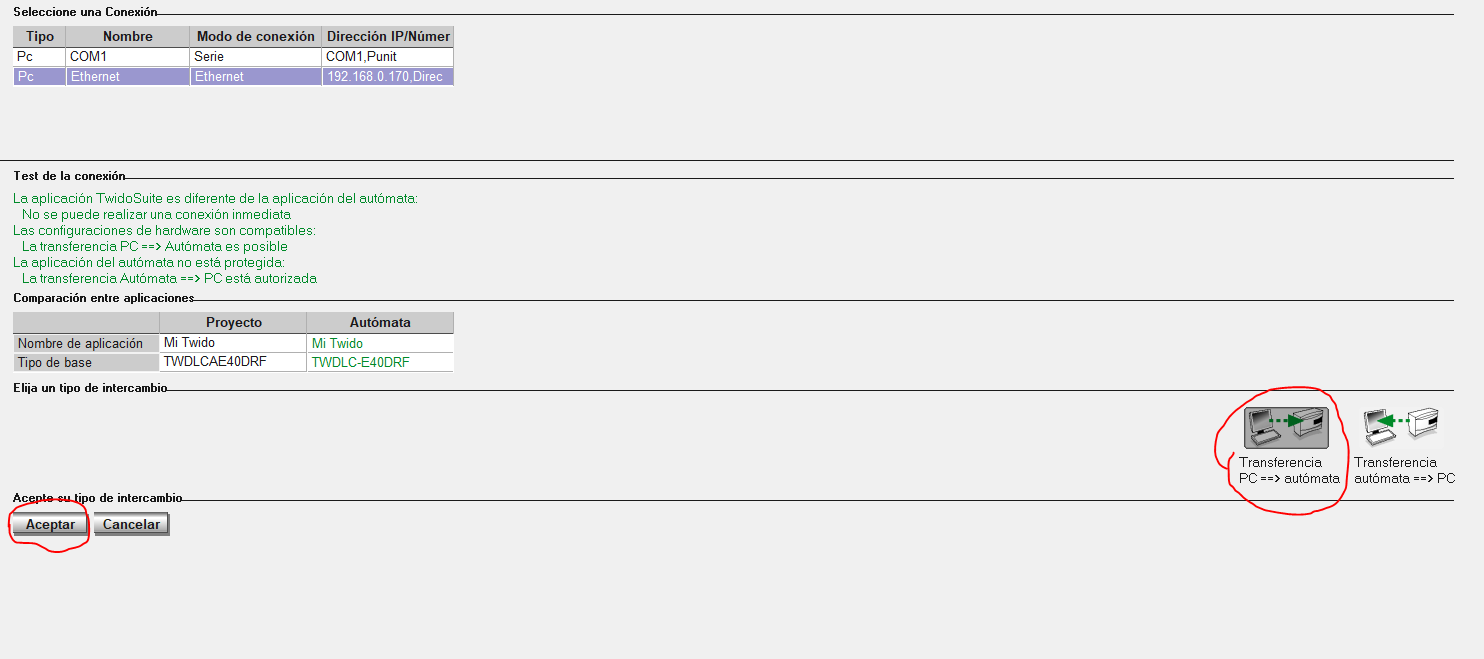 Seleccione una Conexión
Tipo Nombre Modo de conexión Dirección IP/Númer
Pc COM1 Serie COM1,Punit
Pc Ethernet Ethernet 192.168.0.170,Direc
Test de la conexión
La aplicación TwidoSuite es diferente de la aplicación del autómata:
No se puede realizar una conexión inmediata
Las configuraciones de hardware son compatibles:
La transferencia PC ==> Autómata es posible
La aplicación del autómata no está protegida:
La transferencia Autómata ==> PC está autorizada
Comparación entre aplicaciones
Proyecto Autómata
Nombre de aplicación Mi Twido Mi Twido
Tipo de base TWDLCAE40DRF TWDLC-E40DRF
Elija un tipo de intercambio
Transferencia Transferencia
PC ==> autómata autómata ==> PC
Acepte su tipo de intercambio
Aceptar Cancelar